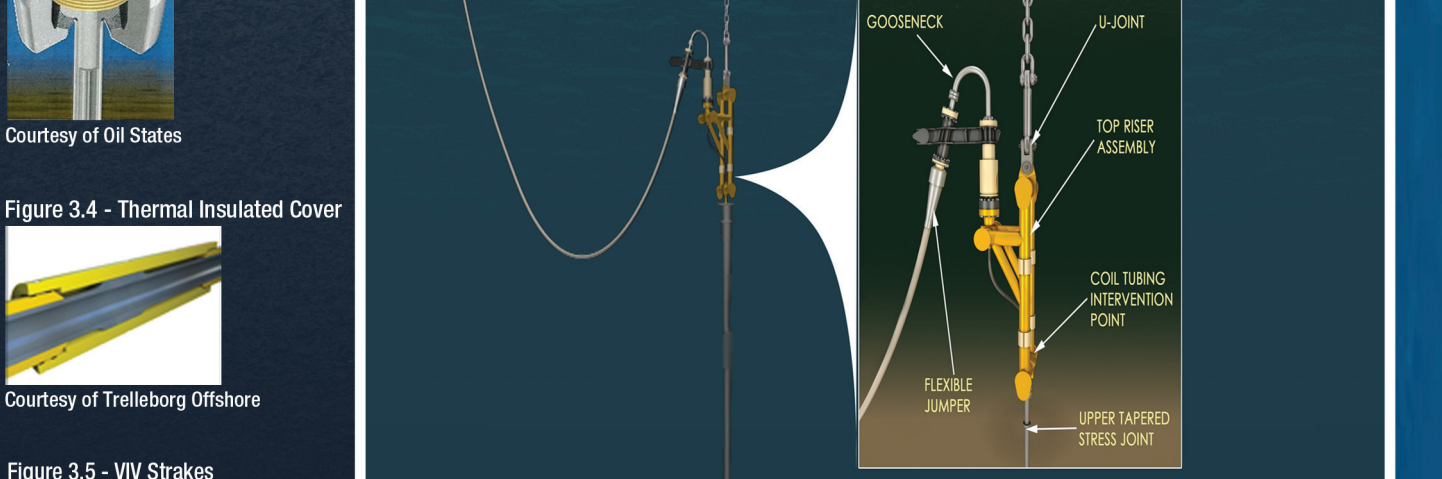 Courtesy of Oil States
Figure 3.4 - Thermal Insulated Cover
Courtesy of Trelleborg Offshore
Figure 3.5 - VIV Strakes
GOOSENECK
U-JOINT
TOP RISER
ASSEMBLY
COIL TUBING
INTERVENTION
POINT
FLEXIBLE
JUMPER
UPPER TAPERED
STRESS JOINT